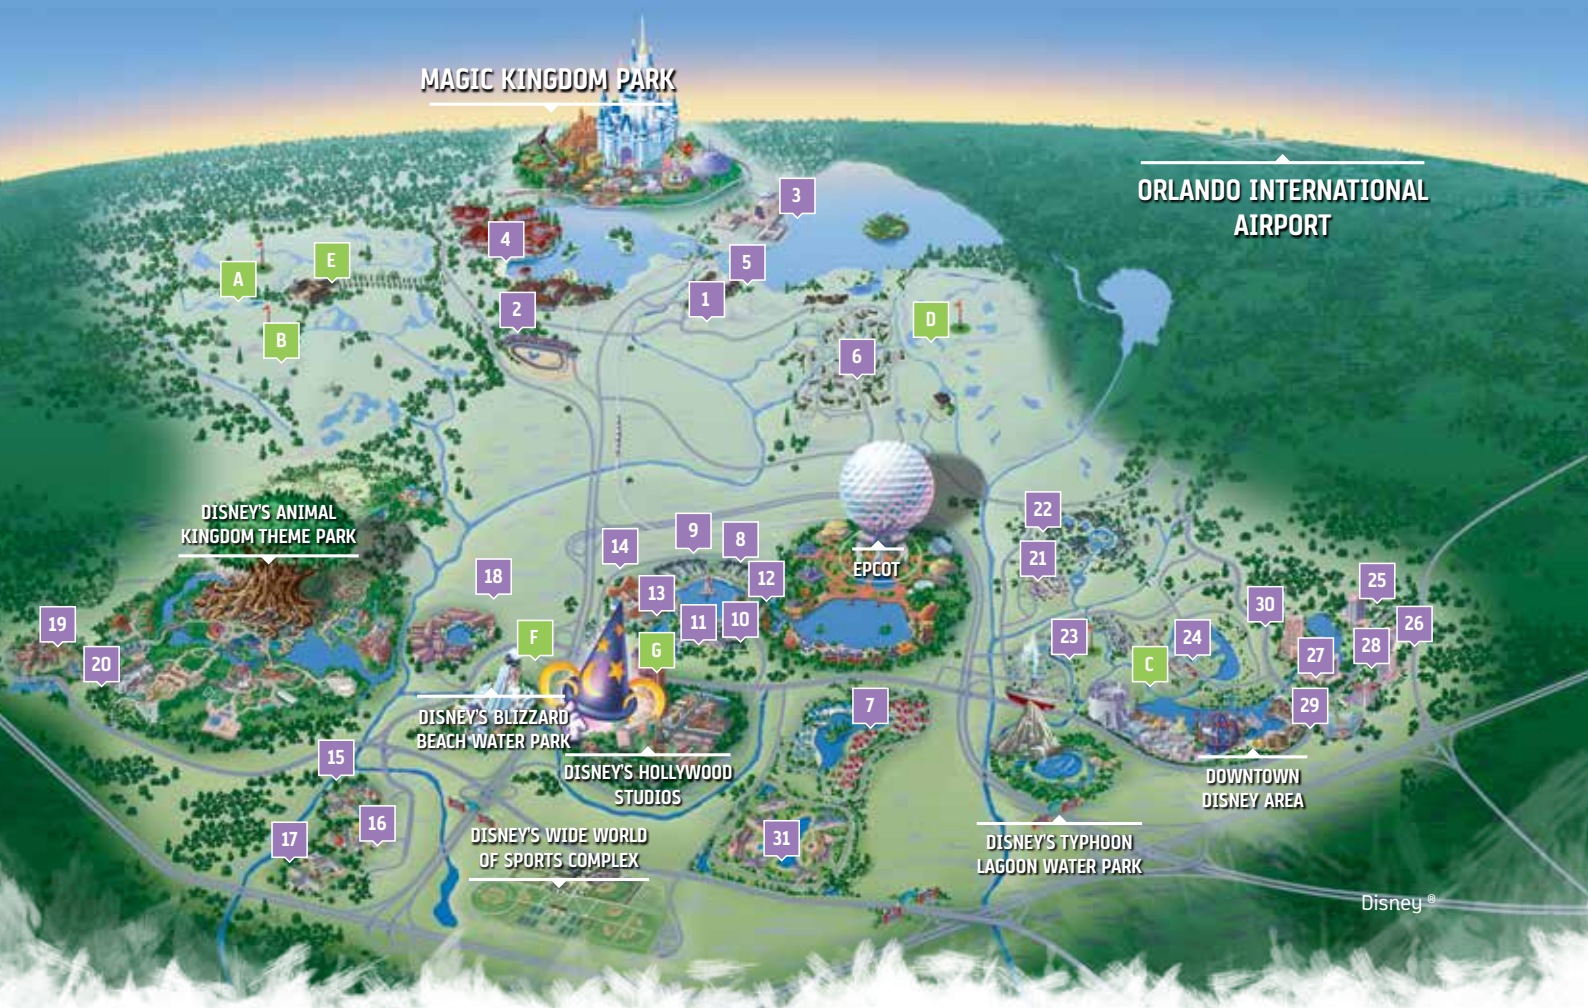 MAGIC KINGDOM PARK
ORLANDO INTERNATIONAL
AIRPORT
3
4
5
E
A
1
2
D
B
6
DISNEY'S ANIMAL
KINGDOM THEME PARK
22
9
8
14
21
EPCOT
18
12
25
13
30
10
11
19
26
F
23
24
28
G
27
20
C
7
29
DISNEY'S BLIZZARD
BEACH WATER PARK
15
DISNEY'S HOLLYWOOD
STUDIOS
DOWNTOWN
DISNEY AREA
16
17
31
DISNEY'S WIDE WORLD
OF SPORTS COMPLEX
DISNEY'S TYPHOON
LAGOON WATER PARK
Disney ®